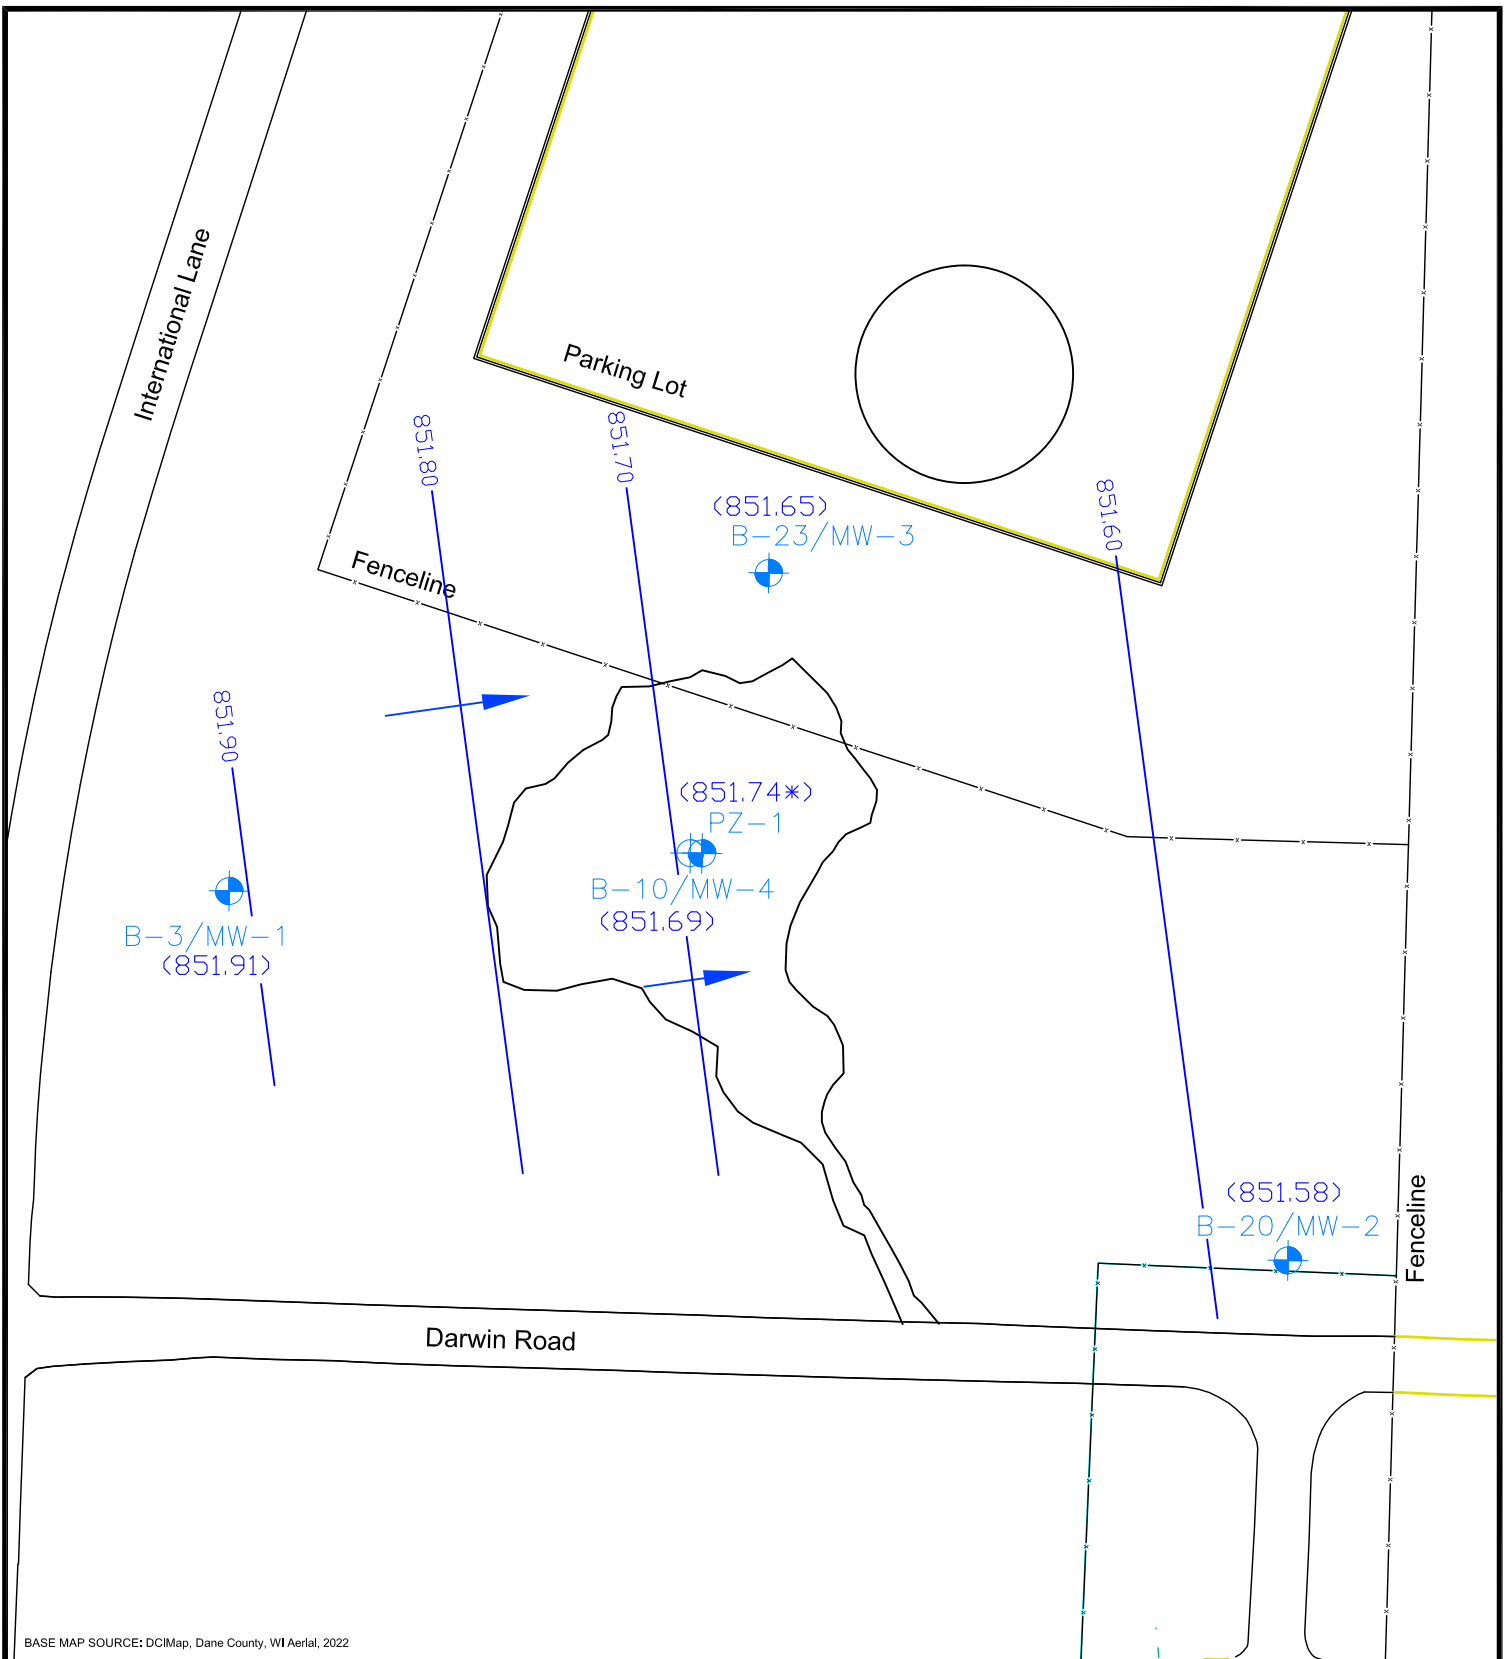 International Lane
Parking Lot
851.80
851.70
851.60
(851.65)
B-23/MW-3
Fenceline
851.90
(851.74*)
PZ-1
B-10/MW-4
(851.69)
B-3/MW-1
(851.91)
(851.58)
B-20/MW-2
Fenceline
Darwin Road
BASE MAP SOURCE: DCIMap, Dane County, WI Aerial, 2022